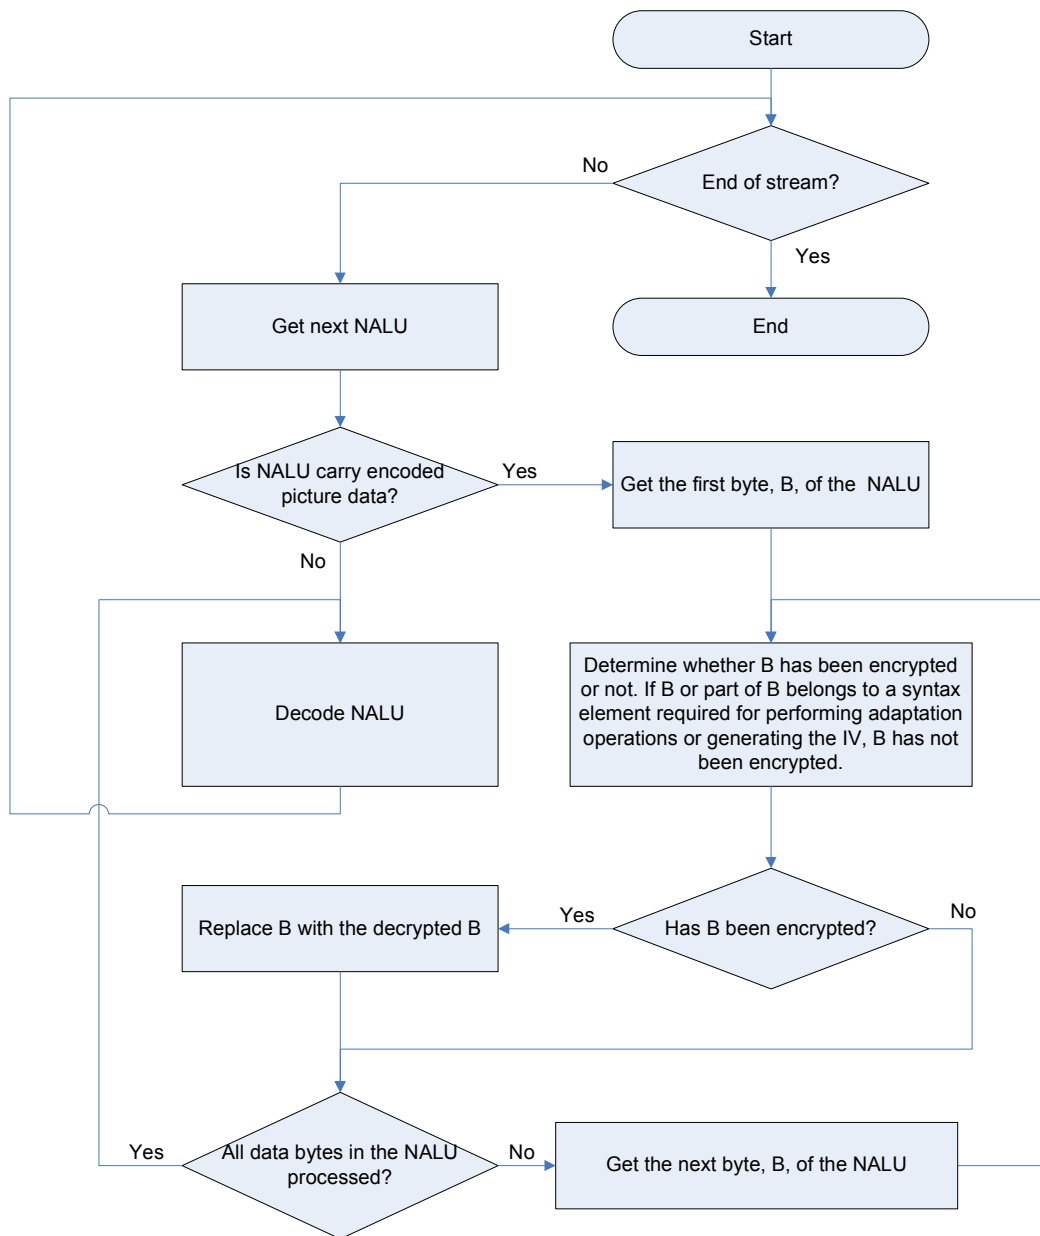 Start
End of stream?
No
Yes
End
Get next NALU
Is NALU carry encoded
picture data?
Yes
No
Get the first byte, B, of the NALU
Decode NALU
Determine whether B has been encrypted
or not. If B or part of B belongs to a syntax
element required for performing adaptation
operations or generating the IV, B has not
been encrypted.
Has B been encrypted?
Yes
No
Replace B with the decrypted B
All data bytes in the NALU
processed?
Yes
No
Get the next byte, B, of the NALU